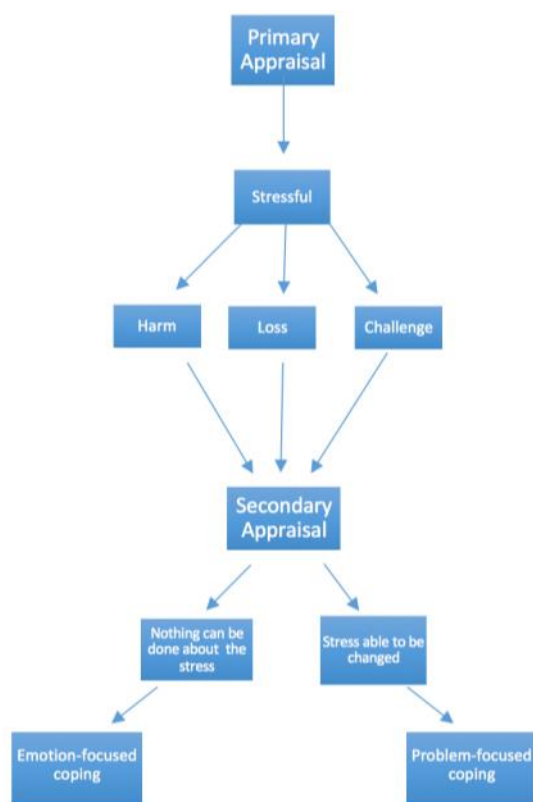 Primary
Appraisal
Stressful
Harm
Loss
Challenge
Secondary
Appraisal
Nothing can be
done about the
stress
Stress able to be
changed
Emotion-focused
coping
Problem-focused
coping